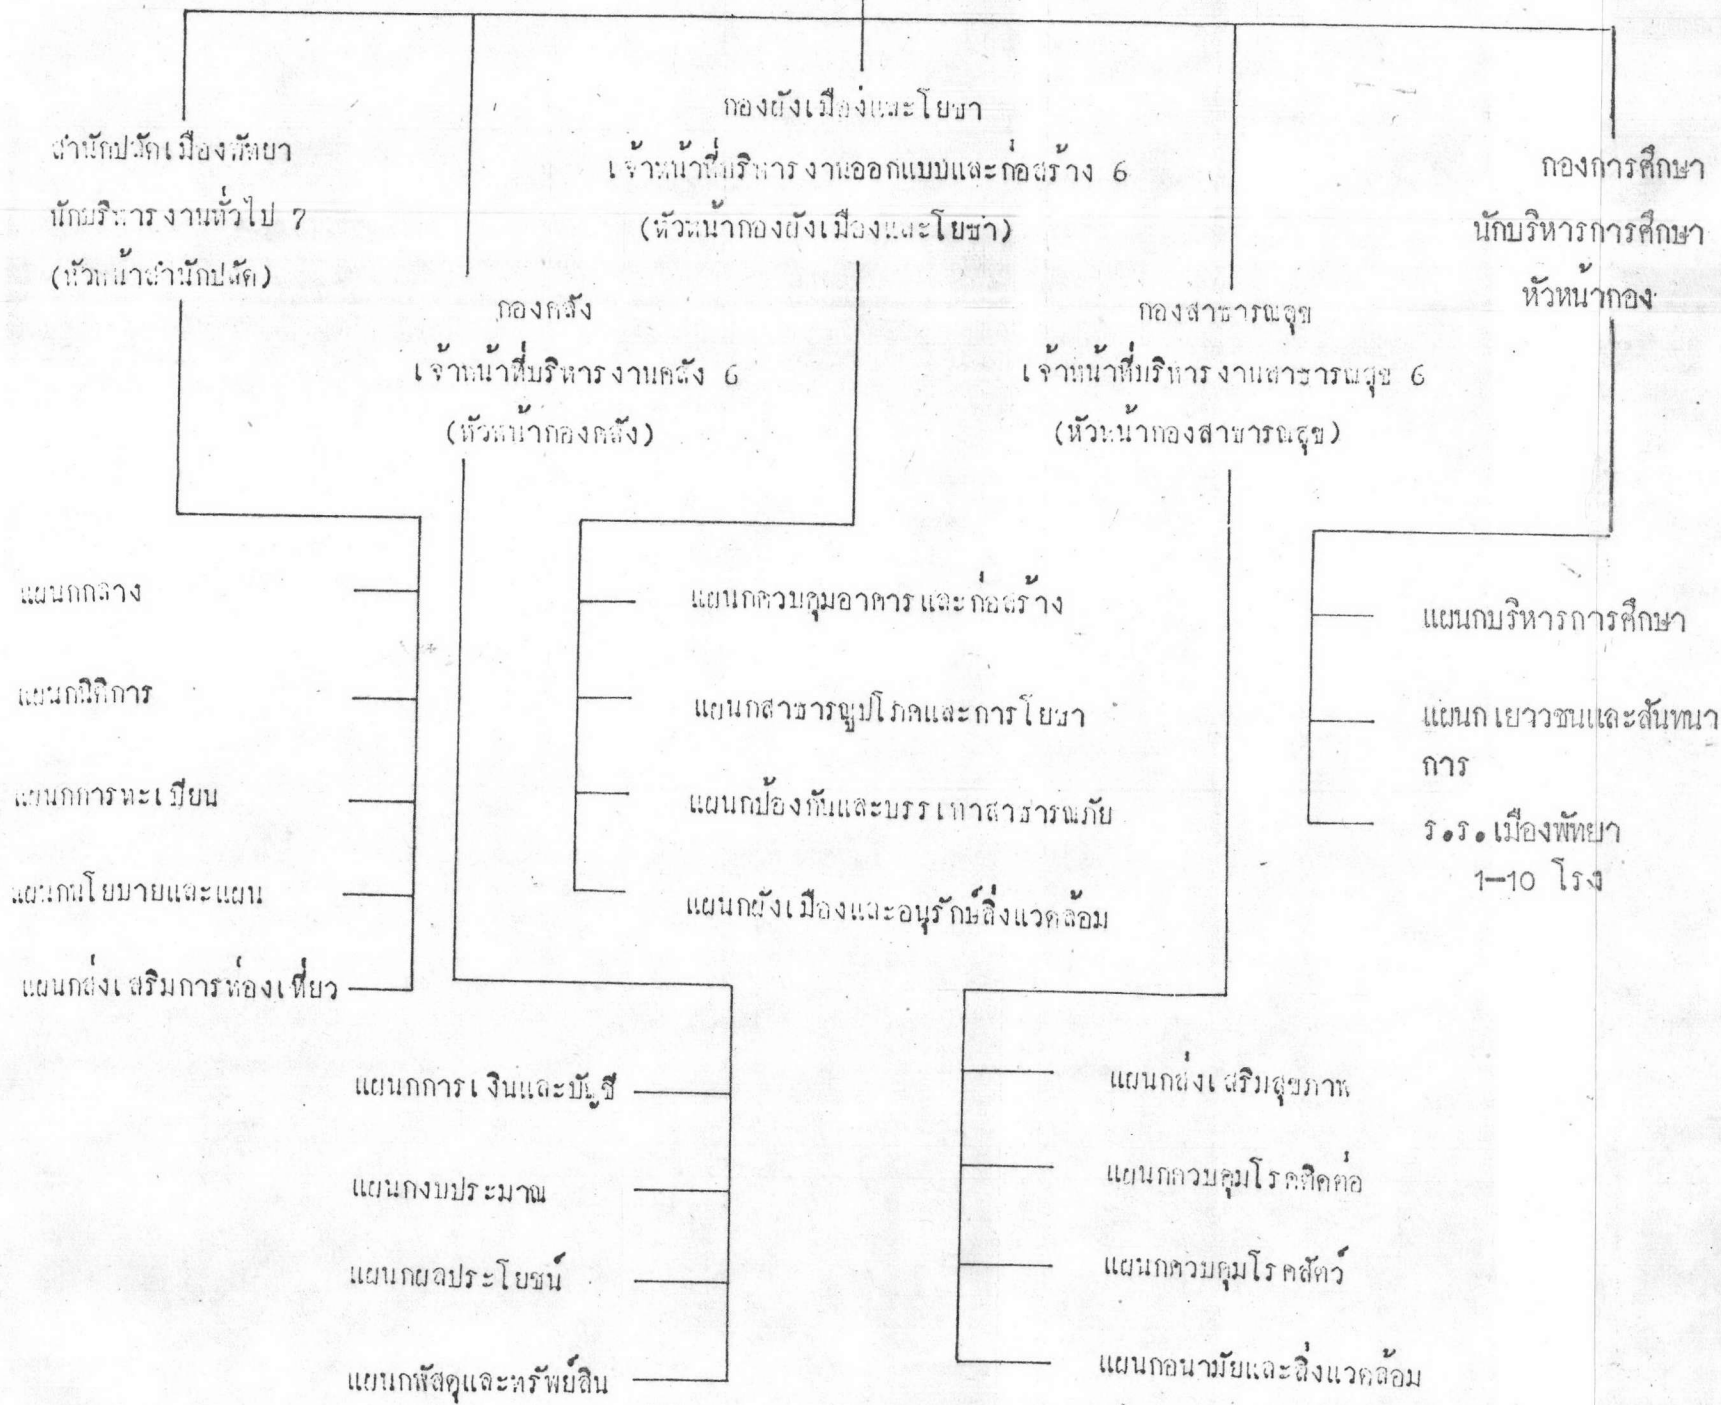 สำนักปลัดเมืองพัทยา
นักบริหารงานทั่วไป 7
(หัวหน้าสำนักปลัด)
กองคลัง
เจ้าหน้าที่บริหารงานคลัง 6
(หัวหน้ากองคลัง)
กองผังเมืองและโยธา
เจ้าหน้าที่บริหารงานออกแบบและก่อสร้าง 6
(หัวหน้ากองผังเมืองและโยธา)
กองสาธารณสุข
เจ้าหน้าที่บริหารงานสาธารณสุข 6
(หัวหน้ากองสาธารณสุข)
กองการศึกษา
นักบริหารการศึกษา
หัวหน้ากอง
แผนกกลาง
แผนกนิติการ
แผนกการทะเบียน
แผนกนโยบายและแผน
แผนกส่งเสริมการท่องเที่ยว
แผนกควบคุมอาคารและก่อสร้าง
แผนกสาธารณูปโภคและการโยธา
แผนกป้องกันและบรรเทาสาธารณภัย
แผนกผังเมืองและอนุรักษ์สิ่งแวดล้อม
แผนกบริหารการศึกษา
แผนกเยาวชนและสันทนา
การ
ร.ร.เมืองพัทยา
1-10 โรง
แผนกการเงินและบัญชี
แผนกงบประมาณ
แผนกผลประโยชน์
แผนกพัสดุและทรัพย์สิน
แผนกส่งเสริมสุขภาพ
แผนกควบคุมโรคติดต่อ
แผนกควบคุมโรคสัตว์
แผนกอนามัยและสิ่งแวดล้อม